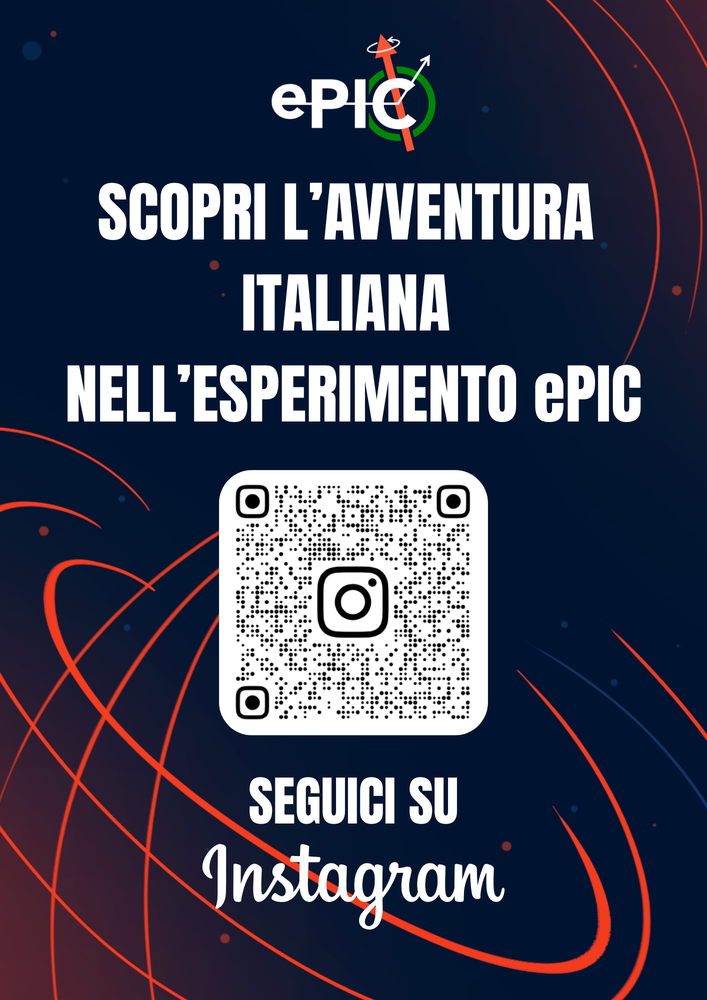 ePIC
SCOPRI L’AVVENTURA
ITALIANA
NELL’ESPERIMENTO ePIC
SEGUICI SU
Instagram